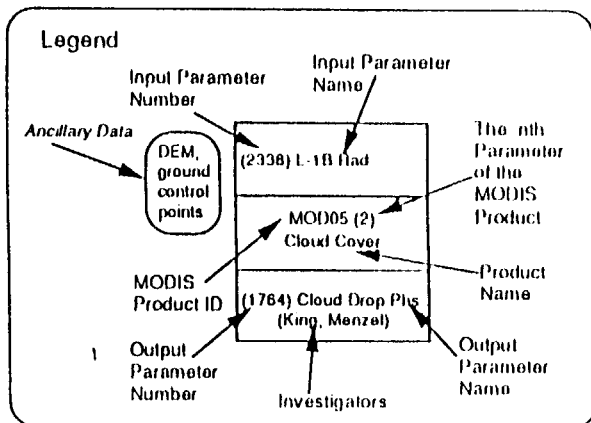 Legend
Input Parameter
Number
Input Parameter
Name
Ancillary Data
DEM,
ground
control
points
(2338) L-1B Rad
The nth
Parameter
of the
MODIS
Product
MOD05 (2)
Cloud Cover
MODIS
Product ID
Product
Name
(1764) Cloud Drop Phs
(King, Menzel)
Output
Parameter
Number
Investigators
Output
Parameter
Name